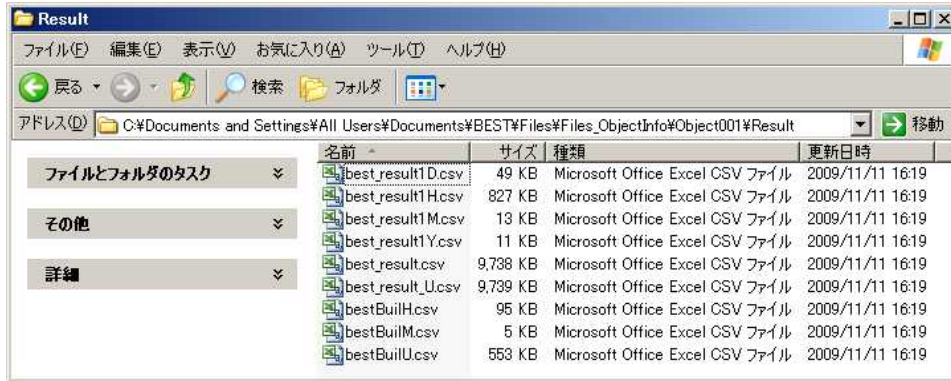 Result
ファイル(F) 編集(E) 表示(V) お気に入り(A) ツール(T) ヘルプ(H)
戻る 検索 フォルダ
アドレス(D) C:¥Documents and Settings¥All Users¥Documents¥BEST¥Files¥Files_ObjectInfo¥Object001¥Result 移動
ファイルとフォルダのタスク
その他
詳細
名前 サイズ 種類 更新日時
best_result1D.csv 49 KB Microsoft Office Excel CSV ファイル 2009/11/11 16:19
best_result1H.csv 827 KB Microsoft Office Excel CSV ファイル 2009/11/11 16:19
best_result1M.csv 13 KB Microsoft Office Excel CSV ファイル 2009/11/11 16:19
best_result1Y.csv 11 KB Microsoft Office Excel CSV ファイル 2009/11/11 16:19
best_result.csv 9,738 KB Microsoft Office Excel CSV ファイル 2009/11/11 16:19
best_result_U.csv 9,739 KB Microsoft Office Excel CSV ファイル 2009/11/11 16:19
bestBuilH.csv 95 KB Microsoft Office Excel CSV ファイル 2009/11/11 16:19
bestBuilM.csv 5 KB Microsoft Office Excel CSV ファイル 2009/11/11 16:19
bestBuilU.csv 553 KB Microsoft Office Excel CSV ファイル 2009/11/11 16:19